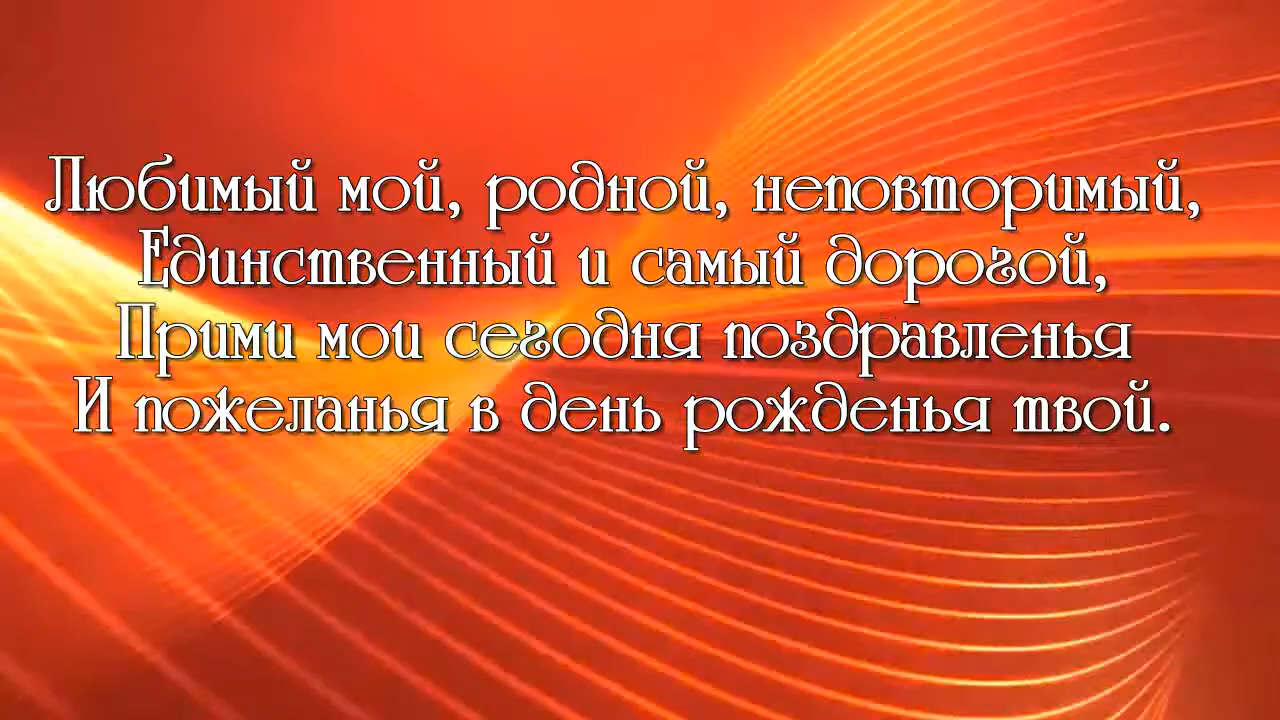 Любимый мой, родной, неповторимый,
Единственный и самый дорогой,
Прими мои сегодня поздравленья
И пожеланья в день рожденья твой.